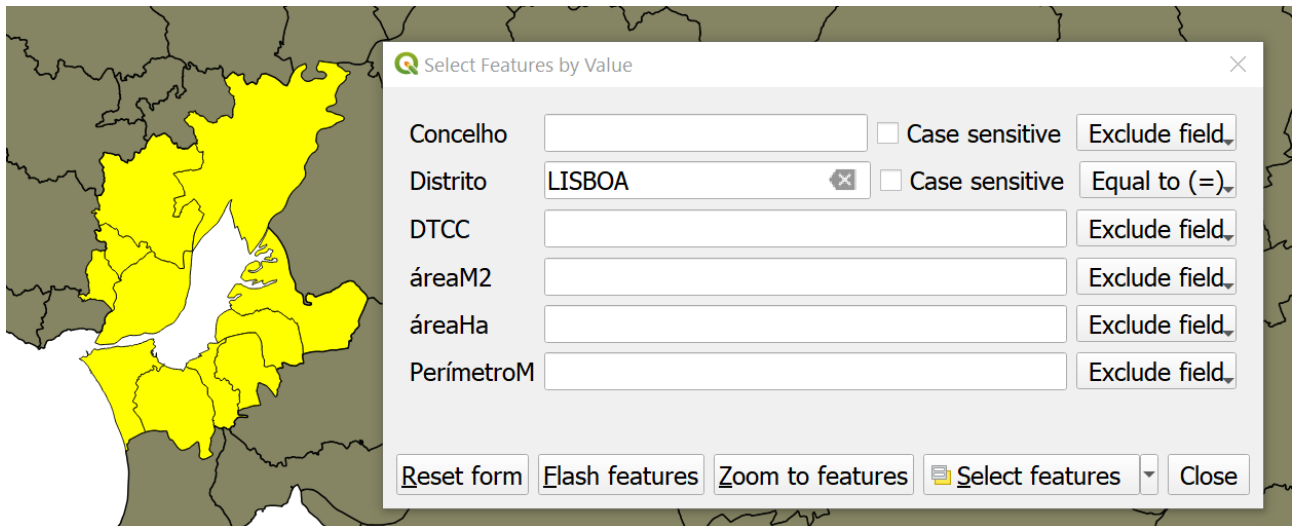 Select Features by Value
Concelho Case sensitive Exclude field
Distrito LISBOA Case sensitive Equal to (=)
DTCC Exclude field
áreaM2 Exclude field
áreaHa Exclude field
PerímetroM Exclude field
Reset form Flash features Zoom to features Select features Close